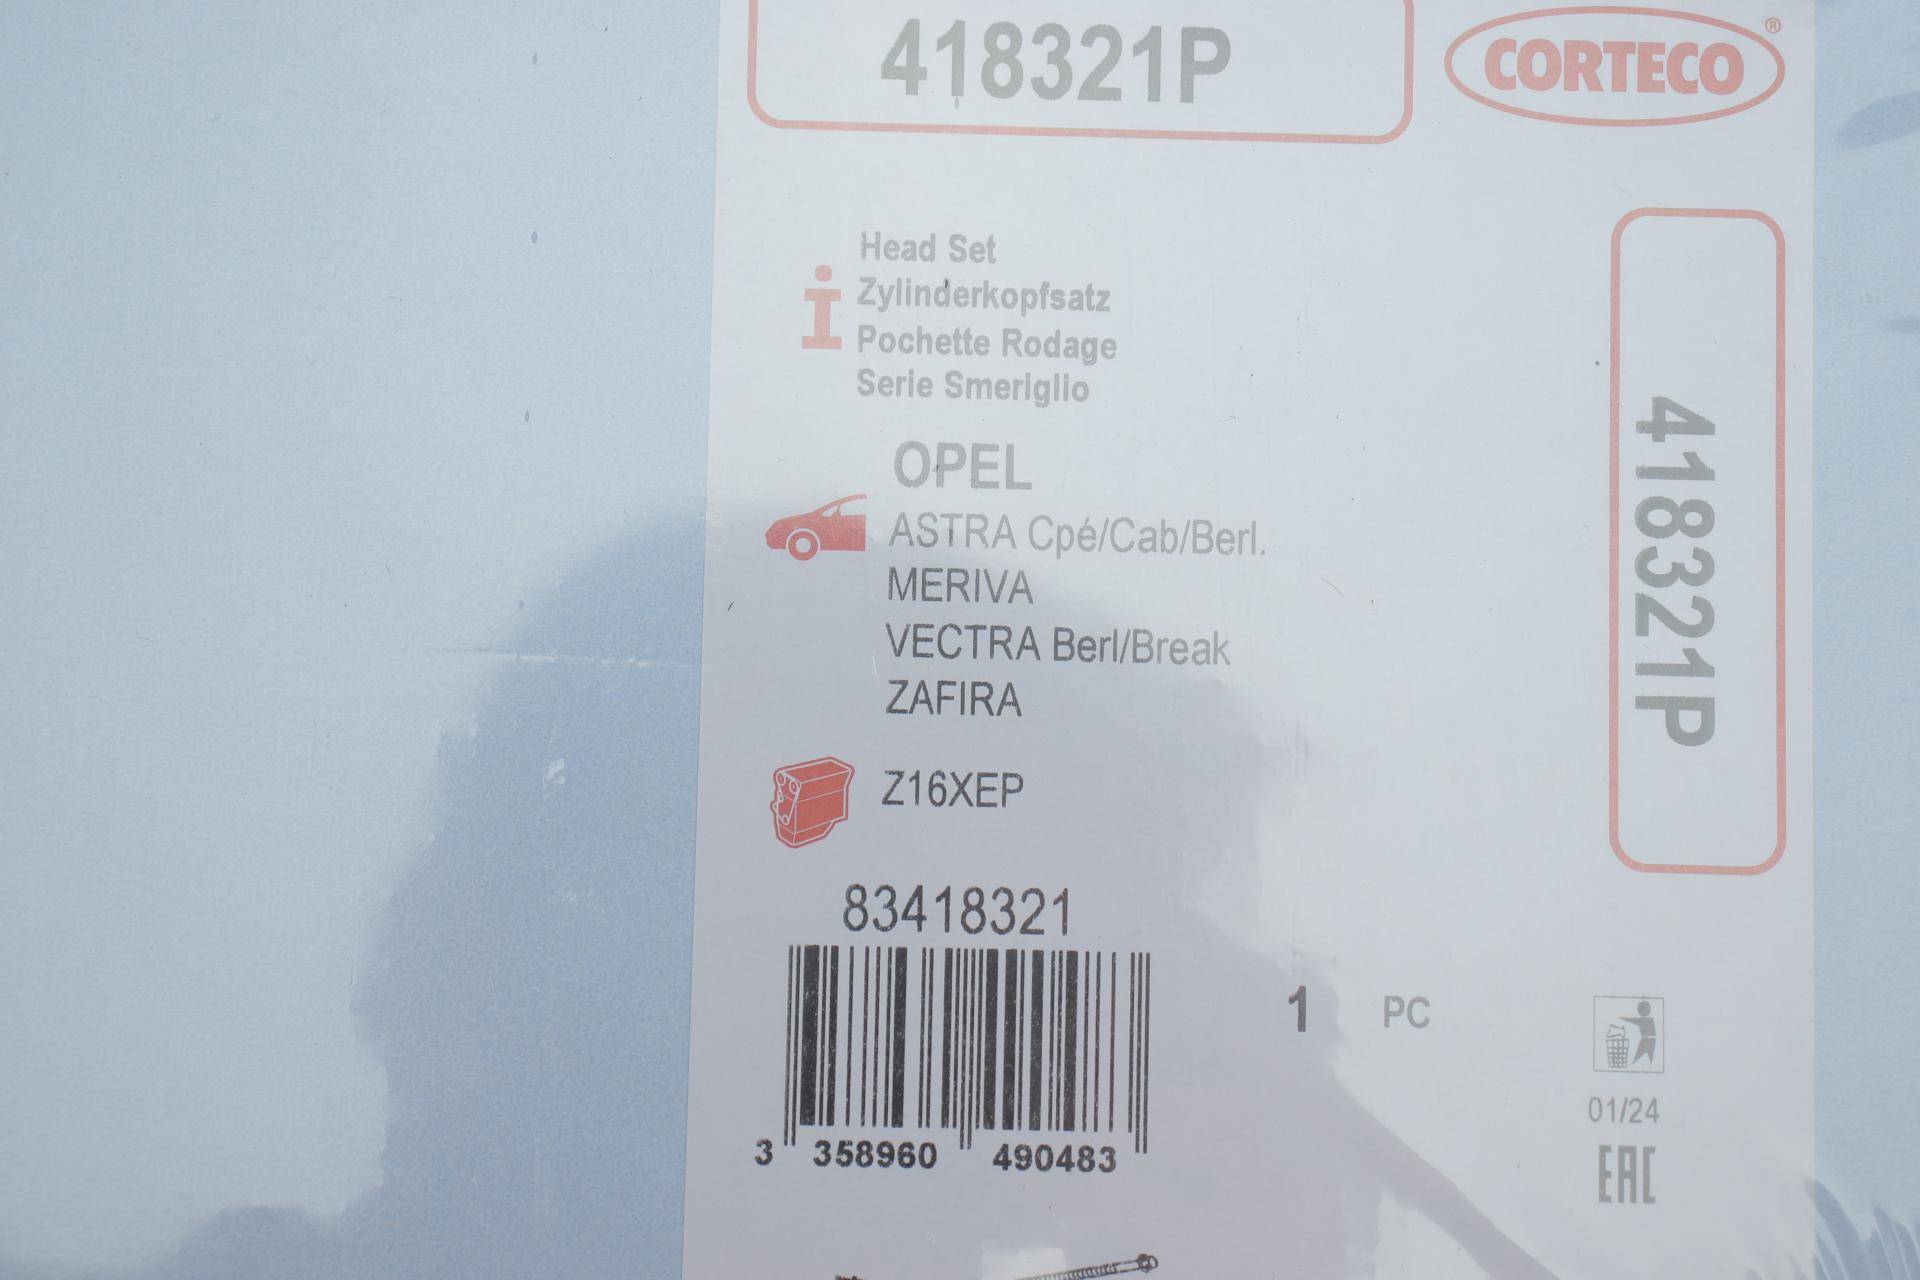 418321P
CORTECO®
Head Set
Zylinderkopfsatz
Pochette Rodage
Serie Smeriglio
OPEL
ASTRA Cpé/Cab/Berl.
MERIVA
VECTRA Berl/Break
ZAFIRA
418321P
Z16XEP
83418321
3 358960 490483
1 PC
01/24
EAC